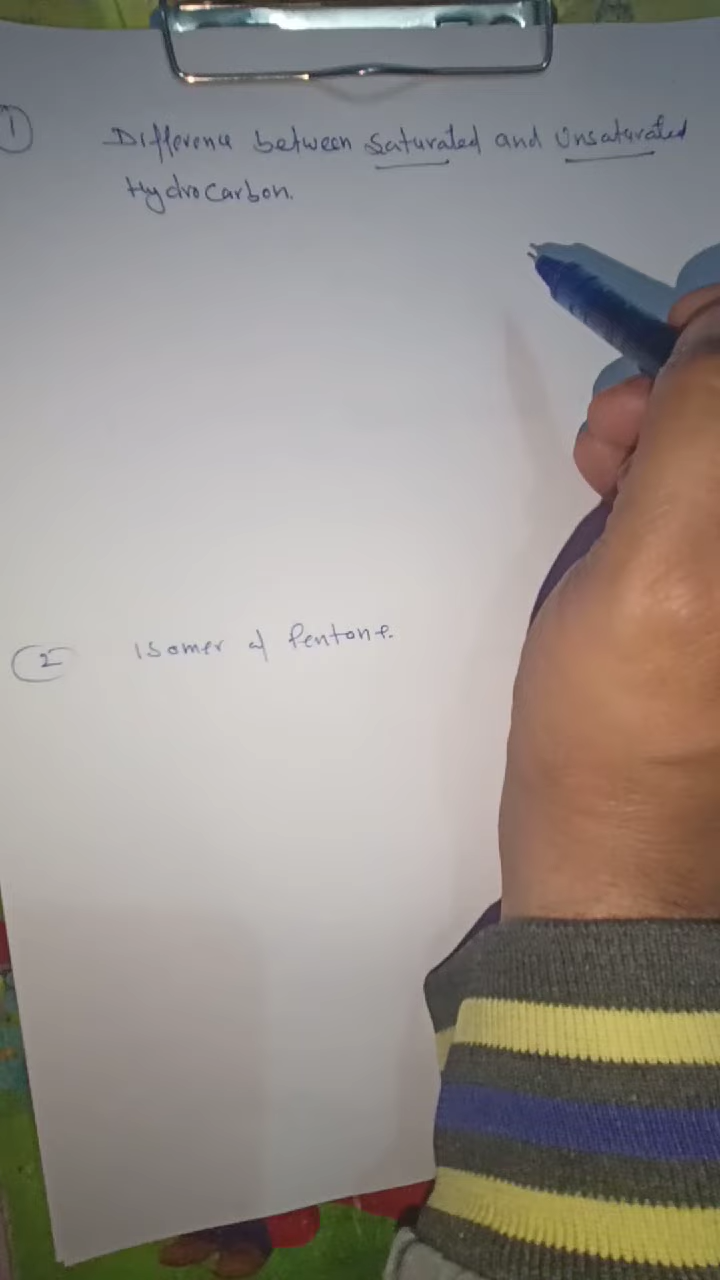 1 Difference between Saturated and Unsaturated
Hydrocarbon.
2 Isomer of Pentane.